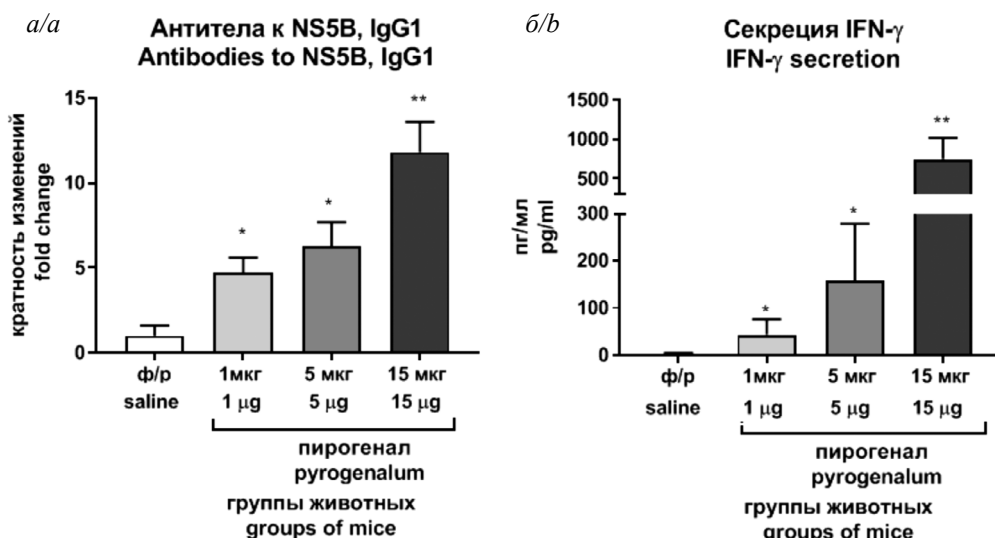 а/a
Антитела к NS5B, IgG1
Antibodies to NS5B, IgG1
кратность изменений
fold change
15
10
5
0
*
*
**
ф/р
1мкг
5 мкг
15 мкг
saline
1 µg
5 µg
15 µg
пирогенал
pyrogenalum
группы животных
groups of mice
б/b
Секреция IFN-γ
IFN-γ secretion
пг/мл
pg/ml
1500
1000
500
300
200
100
0
*
*
**
ф/р
1мкг
5 мкг
15 мкг
saline
1 µg
5 µg
15 µg
пирогенал
pyrogenalum
группы животных
groups of mice